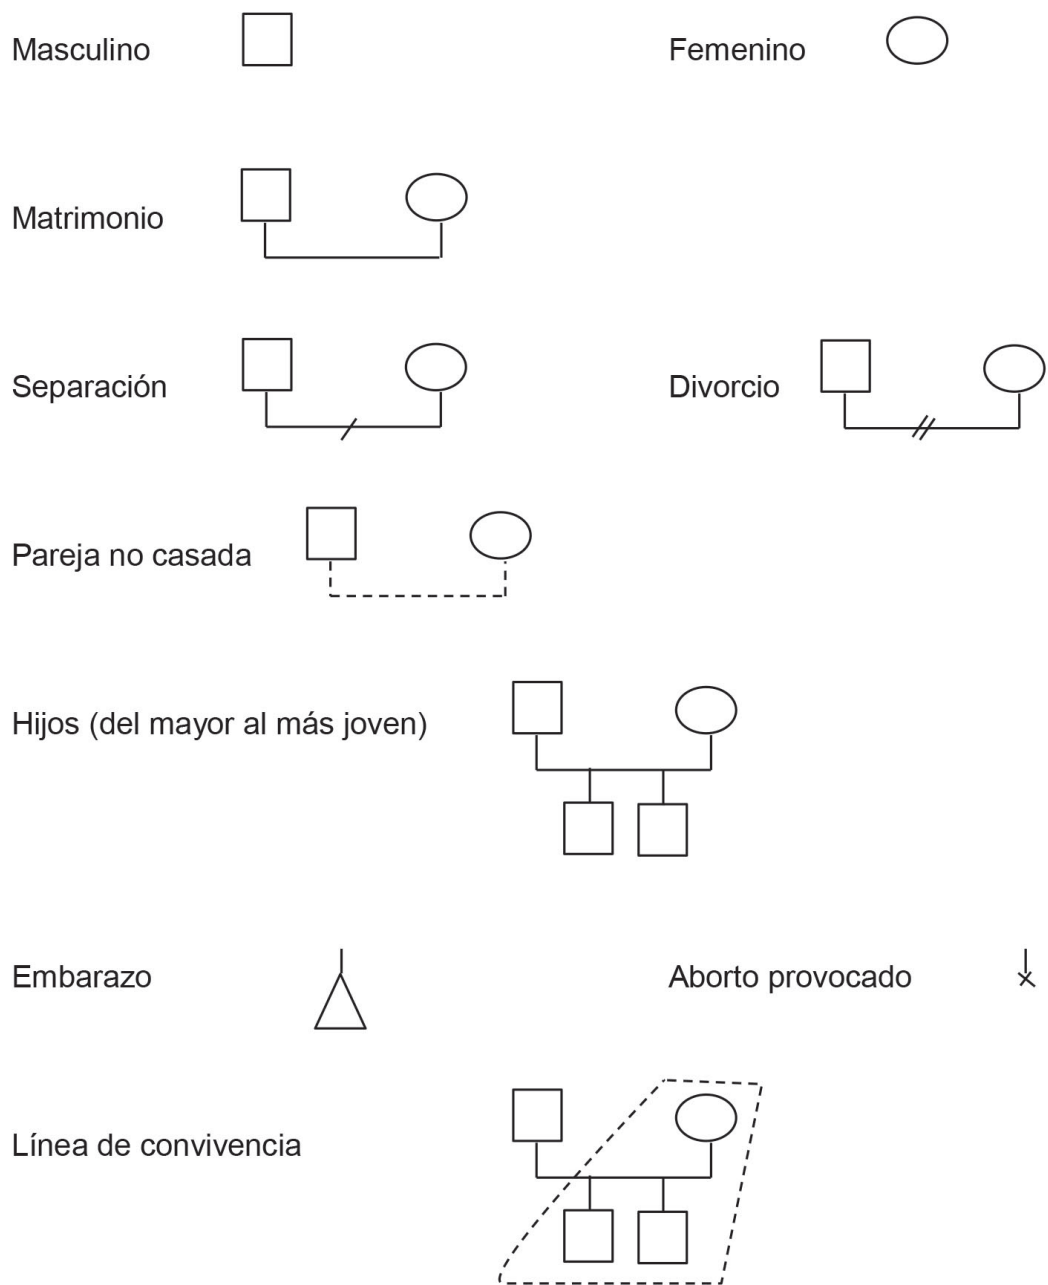 Masculino
Femenino
Matrimonio
Separación
Divorcio
Pareja no casada
Hijos (del mayor al más joven)
Embarazo
Aborto provocado
Línea de convivencia